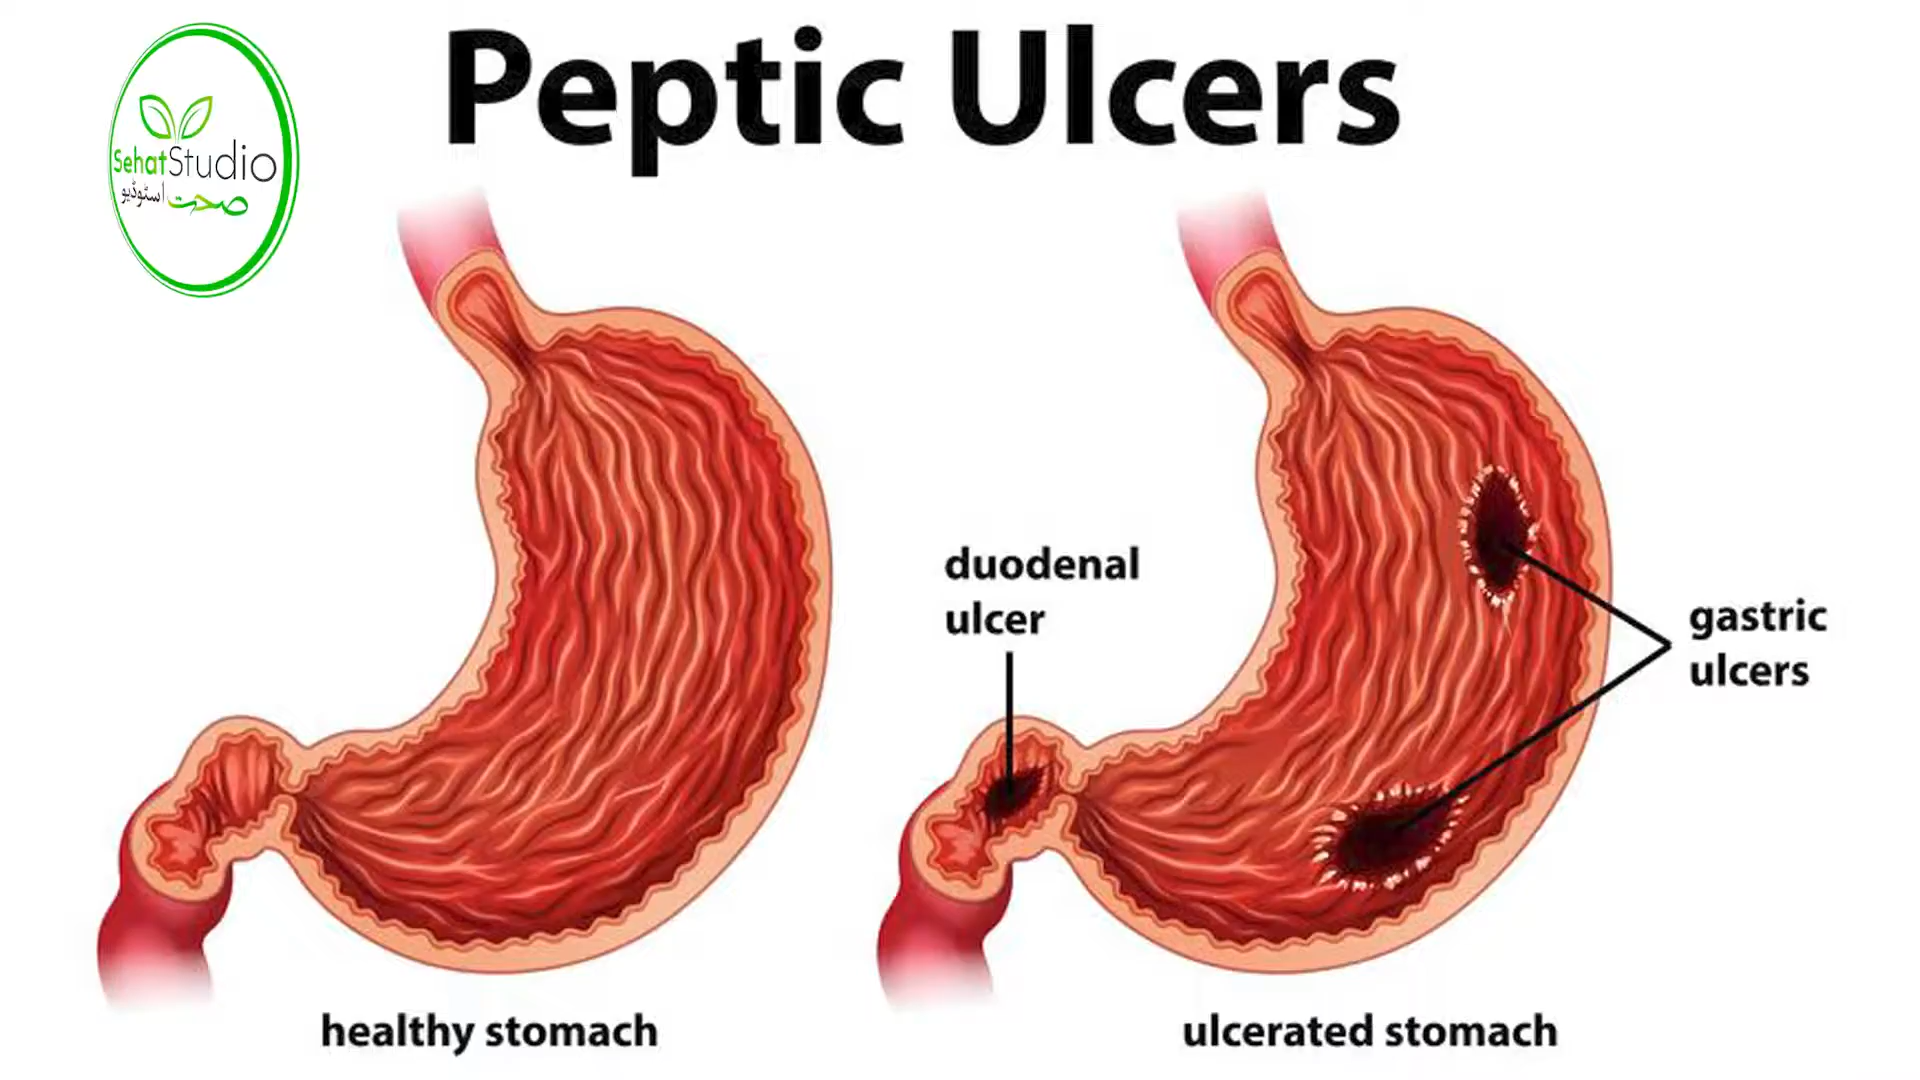 Peptic Ulcers
SehatStudio
صحت اسٹوڈیو
duodenal
ulcer
gastric
ulcers
healthy stomach
ulcerated stomach